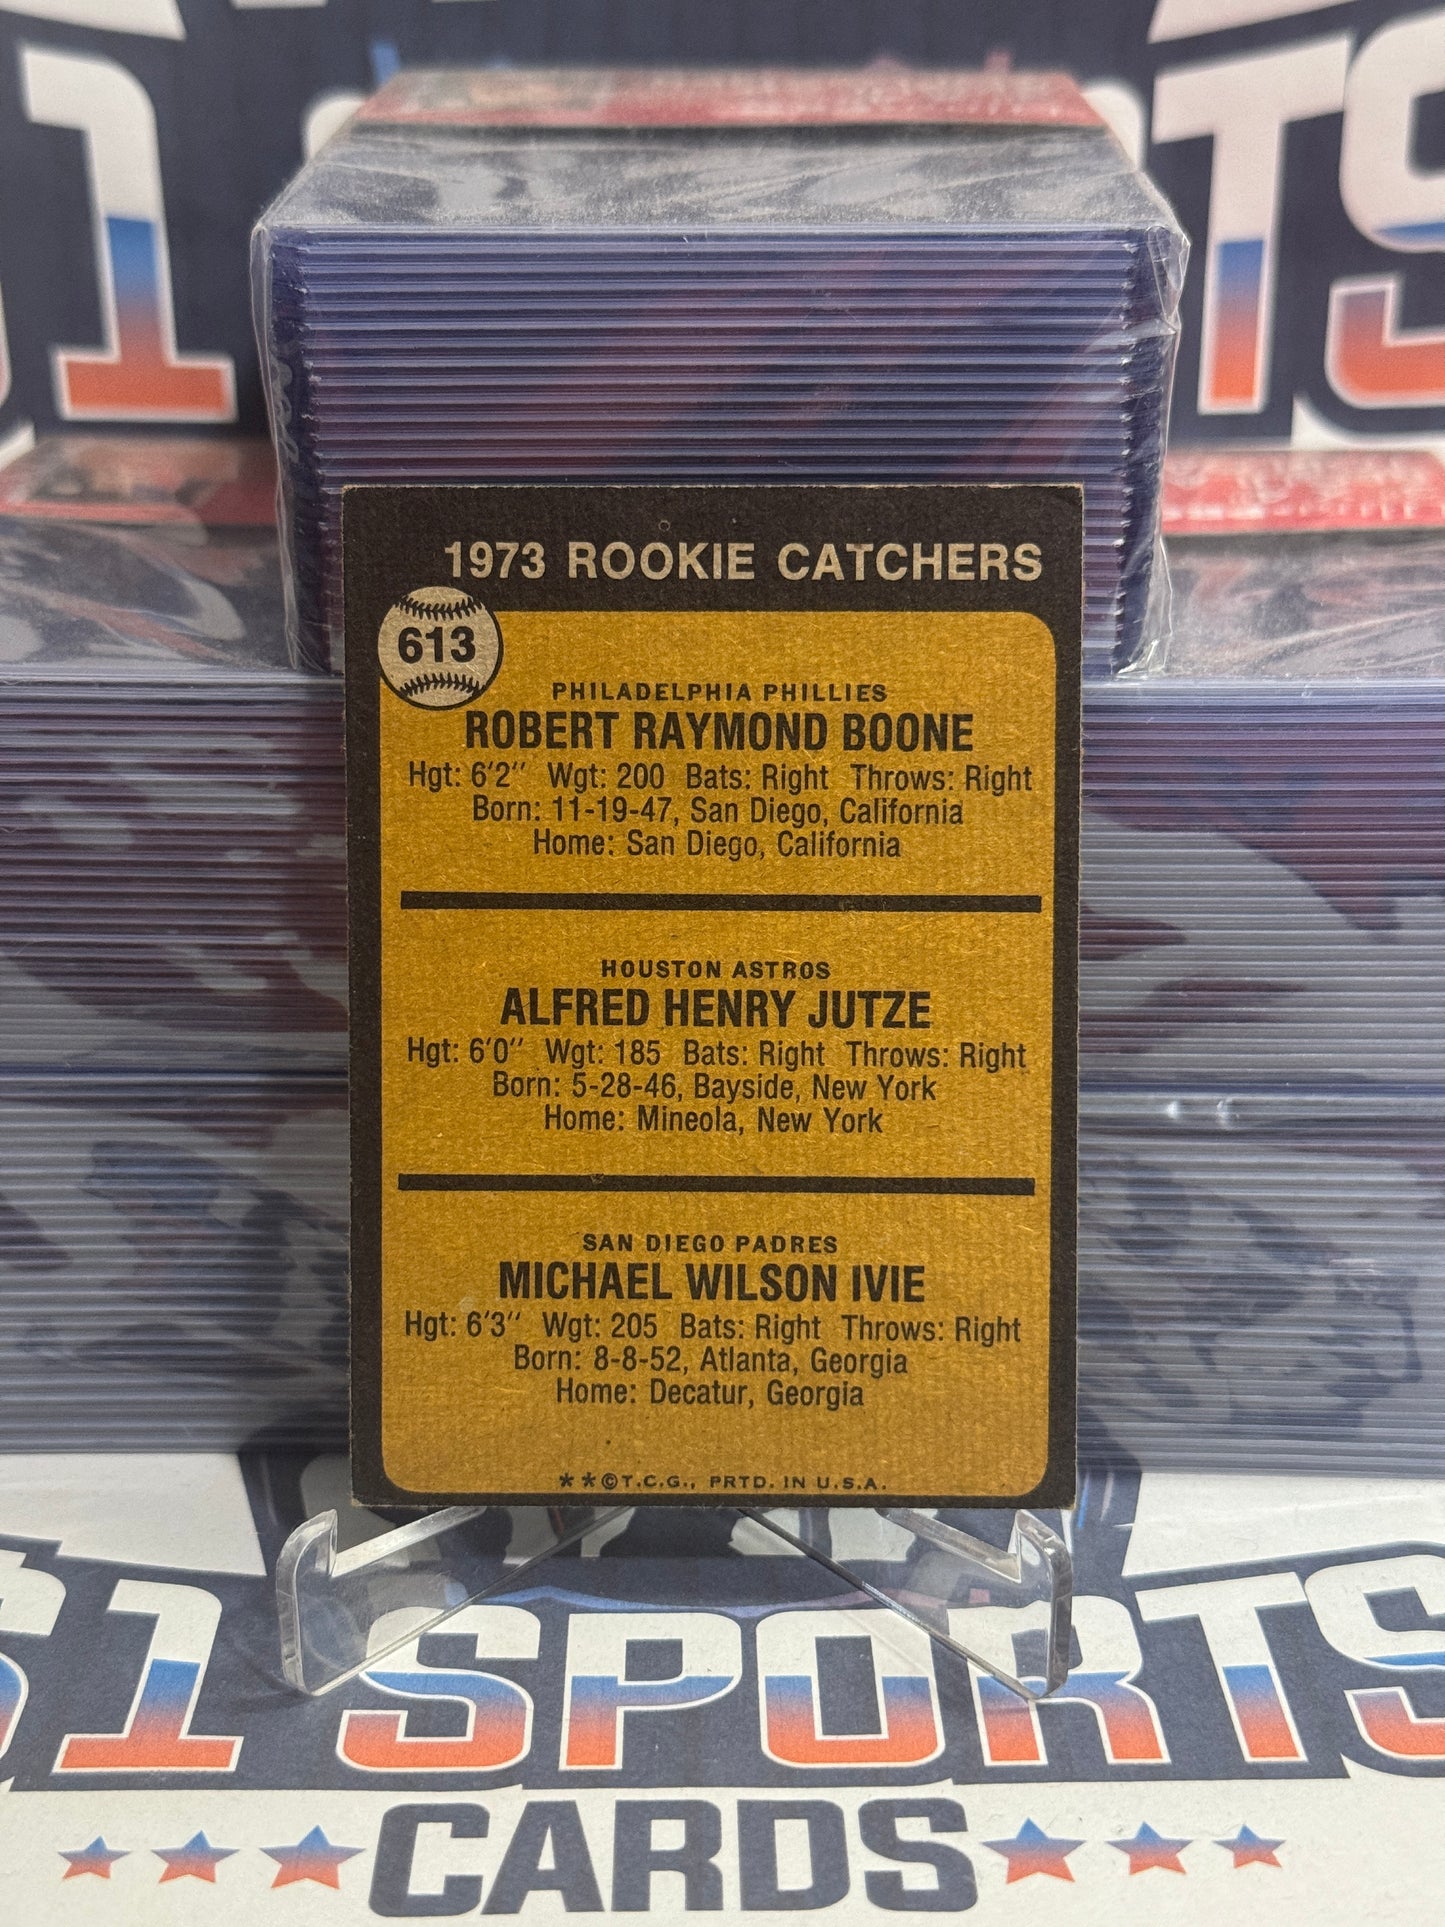 1973 ROOKIE CATCHERS
613
PHILADELPHIA PHILLIES
ROBERT RAYMOND BOONE
Hgt: 6'2" Wgt: 200 Bats: Right Throws: Right
Born: 11-19-47, San Diego, California
Home: San Diego, California
HOUSTON ASTROS
ALFRED HENRY JUTZE
Hgt: 6'0" Wgt: 185 Bats: Right Throws: Right
Born: 5-28-46, Bayside, New York
Home: Mineola, New York
SAN DIEGO PADRES
MICHAEL WILSON IVIE
Hgt: 6'3" Wgt: 205 Bats: Right Throws: Right
Born: 8-8-52, Atlanta, Georgia
Home: Decatur, Georgia
**©T.C.G., PRTD. IN U.S.A.
$1 SPORTS
CARDS